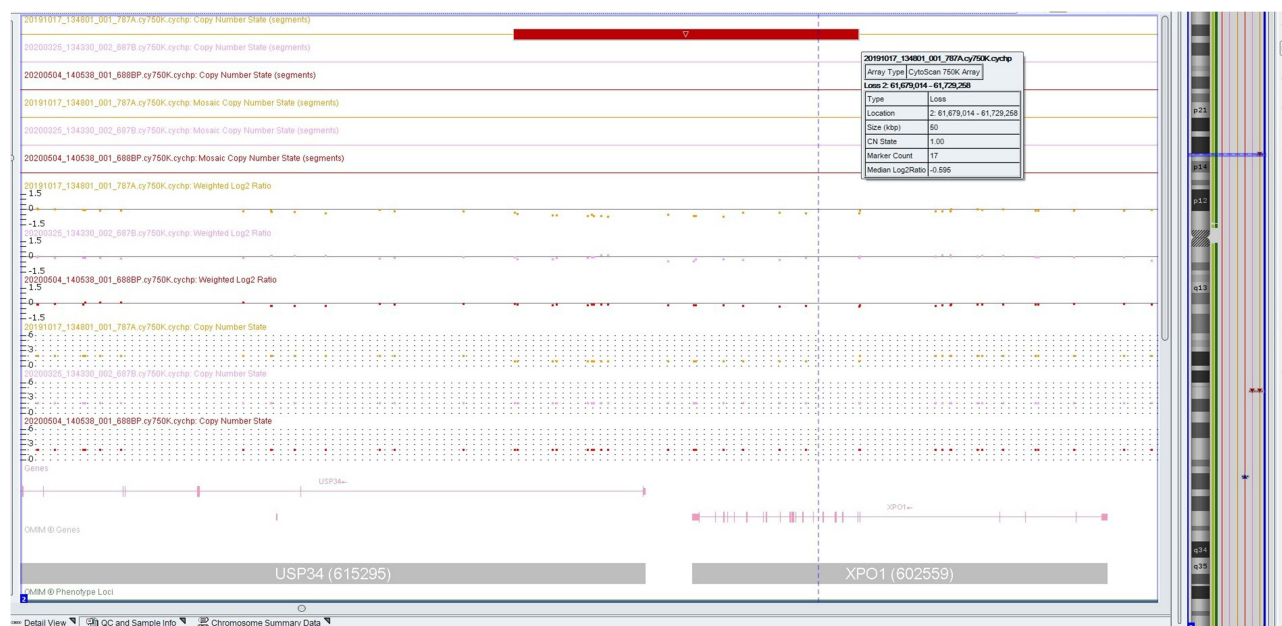 20191017_134801_001_787A.cy750K.cychp: Copy Number State (segments)
20200325_134330_002_687B.cychp: Copy Number State (segments)
20200504_140538_001_688BP.cy750K.cychp: Copy Number State (segments)
20191017_134801_001_787A.cy750K.cychp: Mosaic Copy Number State (segments)
20200325_134330_002_687B.cychp: Mosaic Copy Number State (segments)
20200504_140538_001_688BP.cy750K.cychp: Mosaic Copy Number State (segments)
20191017_134801_001_787A.cy750K.cychp
Array Type CytoScan 750K Array
Loss 2: 61,679,014 - 61,729,258
Type Loss
Location 2: 61,679,014 - 61,729,258
Size (kbp) 50
CN State 1.00
Marker Count 17
Median Log2Ratio -0.595
20191017_134801_001_787A.cy750K.cychp: Weighted Log2 Ratio
1.5
0
-1.5
20200325_134330_002_687B.cy750K.cychp: Weighted Log2 Ratio
1.5
0
-1.5
20200504_140538_001_688BP.cy750K.cychp: Weighted Log2 Ratio
1.5
0
-1.5
20191017_134801_001_787A.cy750K.cychp: Copy Number State
6
3
0
20200325_134330_002_687B.cy750K.cychp: Copy Number State
6
3
0
20200504_140538_001_688BP.cy750K.cychp: Copy Number State
6
3
0
Genes
USP34←
XPO1←
OMIM ® Genes
USP34 (615295)
XPO1 (602559)
OMIM ® Phenotype Loci
2
Detail View
QC and Sample Info
Chromosome Summary Data
p21
p14
p12
q13
q34
q35